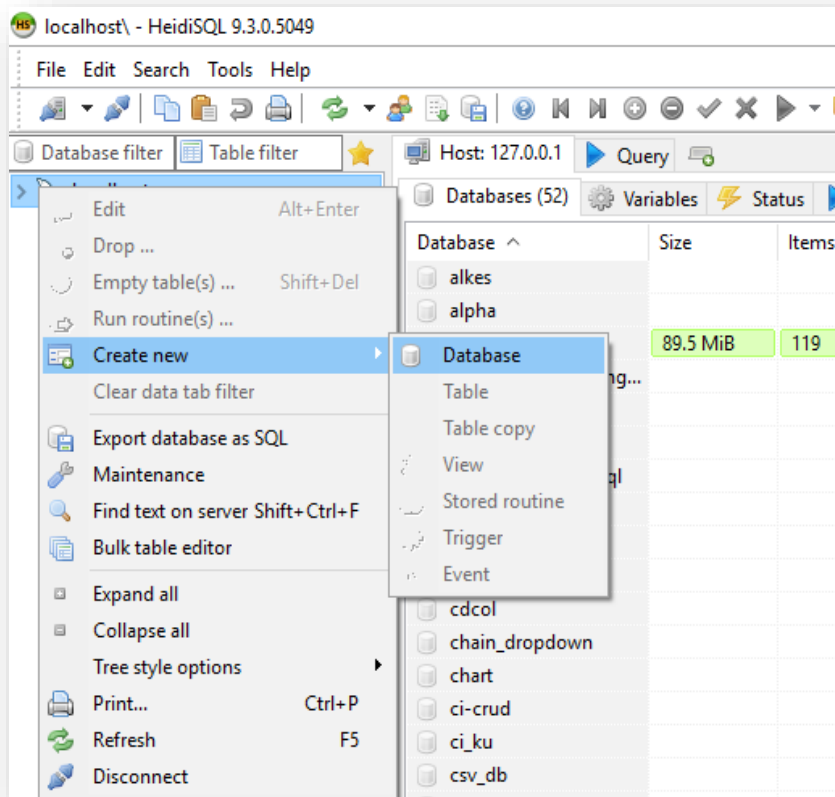 localhost\ - HeidiSQL 9.3.0.5049
File Edit Search Tools Help
Database filter Table filter
Host: 127.0.0.1 Query
Databases (52) Variables Status
Database Size Items
alkes
alpha
89.5 MiB 119
ng...
ql
cdcol
chain_dropdown
chart
ci-crud
ci_ku
csv_db
Edit Alt+Enter
Drop ...
Empty table(s) ... Shift+Del
Run routine(s) ...
Create new
Clear data tab filter
Export database as SQL
Maintenance
Find text on server Shift+Ctrl+F
Bulk table editor
Expand all
Collapse all
Tree style options
Print... Ctrl+P
Refresh F5
Disconnect
Database
Table
Table copy
View
Stored routine
Trigger
Event